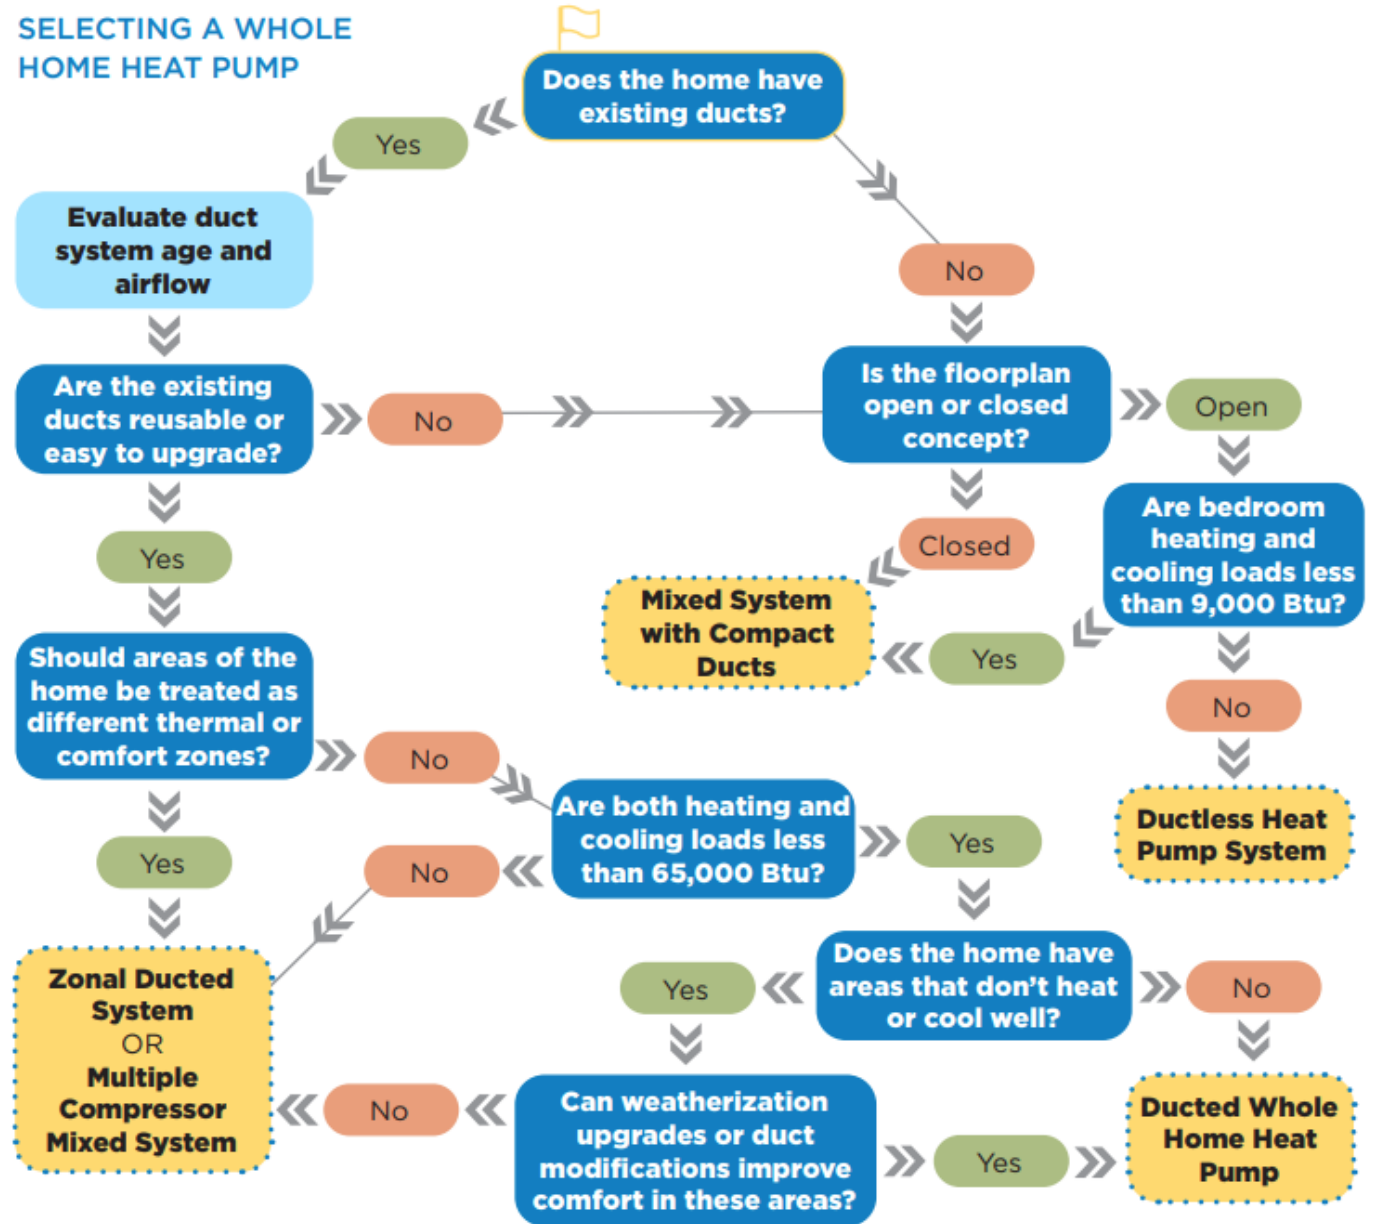 SELECTING A WHOLE
HOME HEAT PUMP
Does the home have
existing ducts?
Yes
Evaluate duct
system age and
airflow
No
Are the existing
ducts reusable or
easy to upgrade?
No
Is the floorplan
open or closed
concept?
Open
Yes
Closed
Are bedroom
heating and
cooling loads less
than 9,000 Btu?
Mixed System
with Compact
Ducts
Yes
No
Should areas of the
home be treated as
different thermal or
comfort zones?
No
Ductless Heat
Pump System
Are both heating and
cooling loads less
than 65,000 Btu?
Yes
No
Yes
Does the home have
areas that don't heat
or cool well?
Yes
No
Zonal Ducted
System
OR
Multiple
Compressor
Mixed System
No
Can weatherization
upgrades or duct
modifications improve
comfort in these areas?
Yes
Ducted Whole
Home Heat
Pump